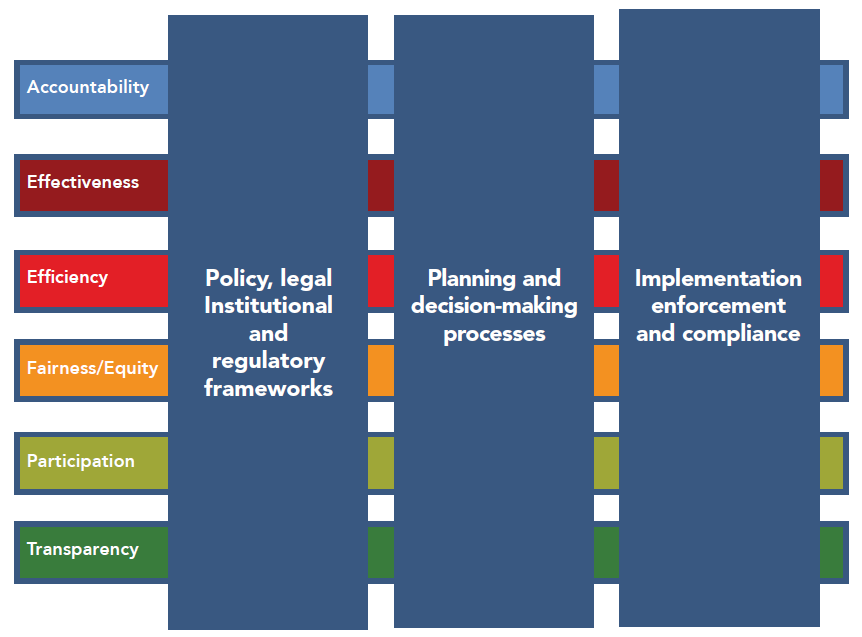 Accountability
Effectiveness
Efficiency
Fairness/Equity
Participation
Transparency
Policy, legal
Institutional
and
regulatory
frameworks
Planning and
decision-making
processes
Implementation
enforcement
and compliance